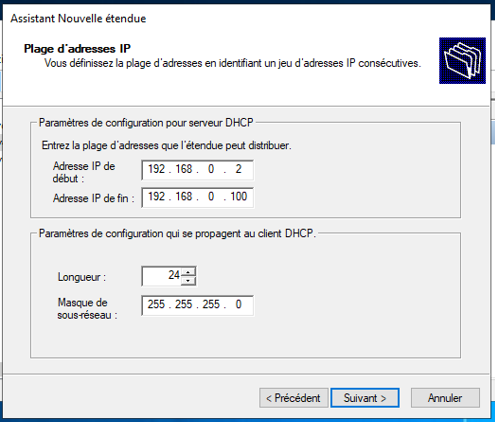 Assistant Nouvelle étendue
Plage d'adresses IP
Vous définissez la plage d'adresses en identifiant un jeu d'adresses IP consécutives.
Paramètres de configuration pour serveur DHCP
Entrez la plage d'adresses que l'étendue peut distribuer.
Adresse IP de
début :
192 . 168 . 0 . 2
Adresse IP de fin :
192 . 168 . 0 . 100
Paramètres de configuration qui se propagent au client DHCP.
Longueur :
24
Masque de
sous-réseau :
255 . 255 . 255 . 0
< Précédent
Suivant >
Annuler